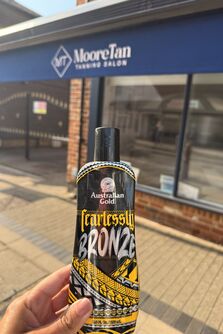 MT
MooreTan
TANNING SALON
Australian
Gold
fearlessly
BRONZE